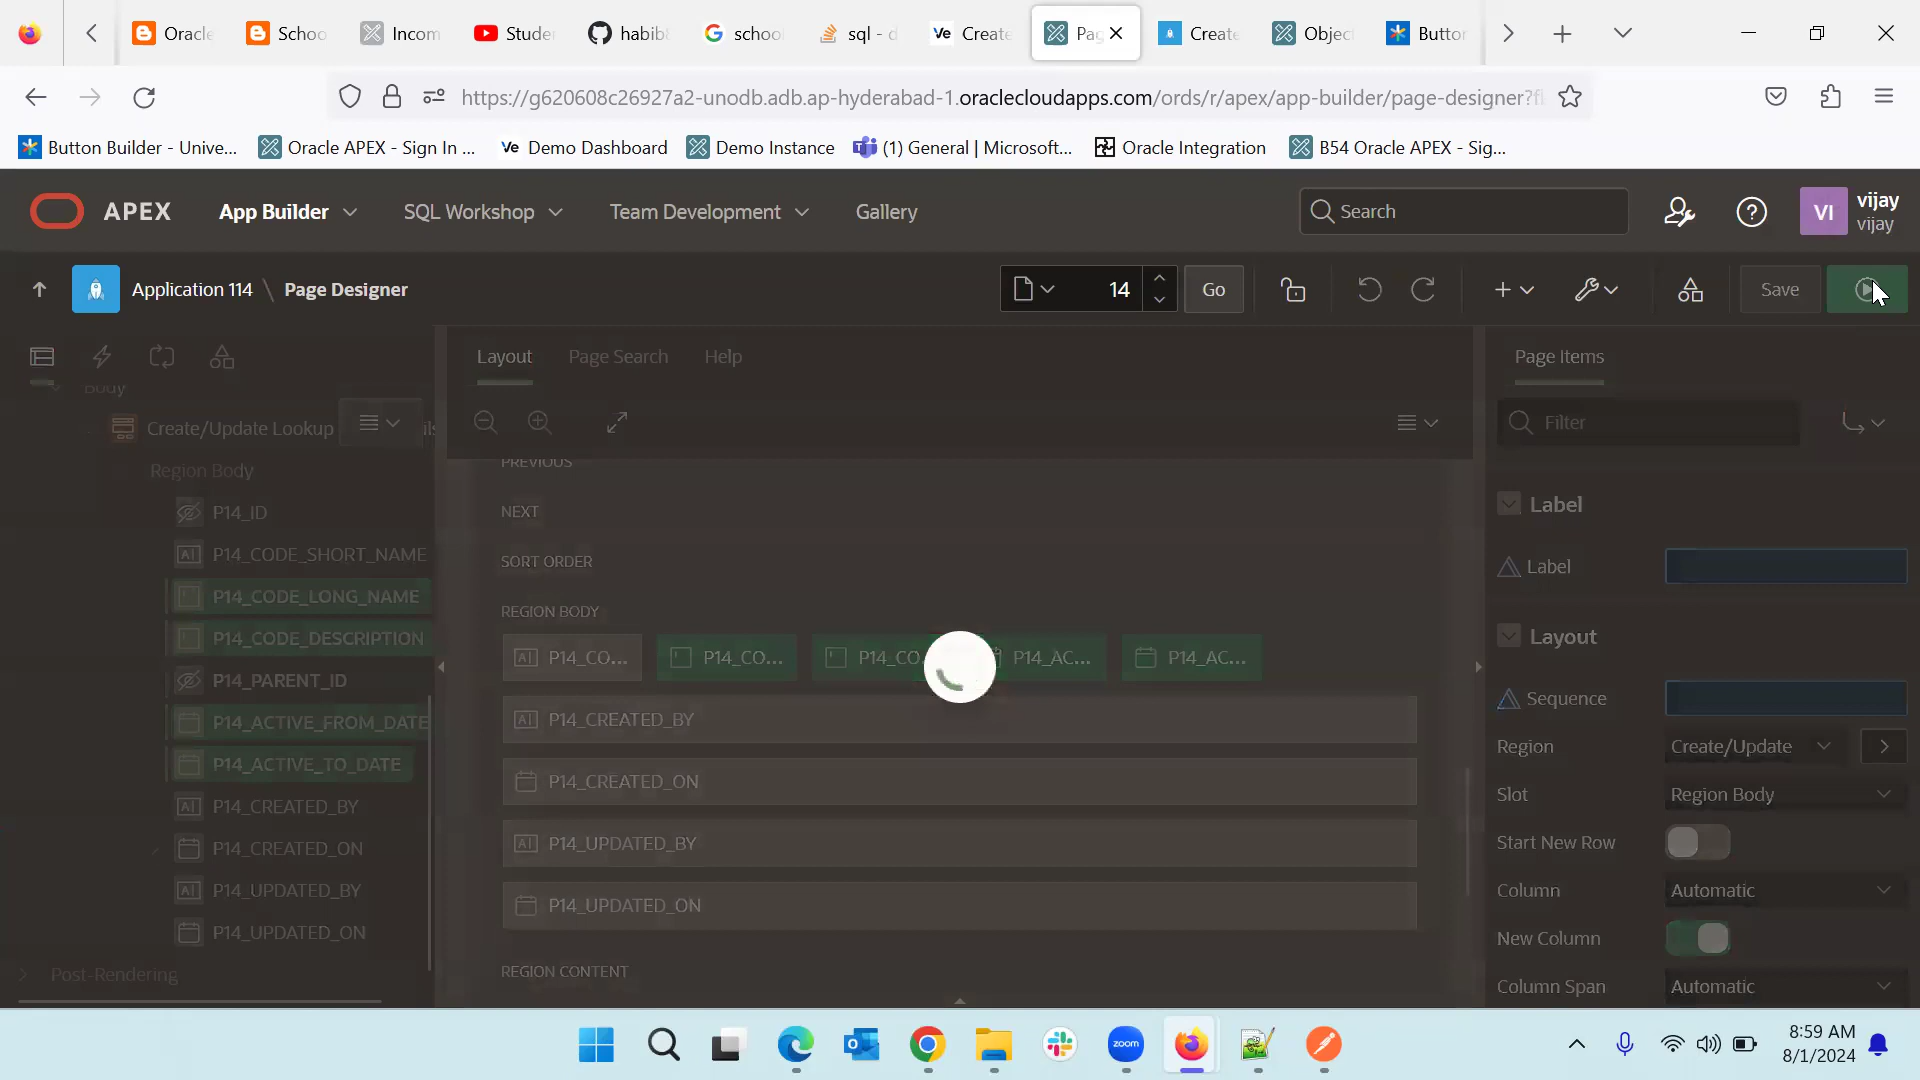 Oracle
Schoo
Incom
Stude
habib
schoo
sql - d
Create
Pag
Create
Objec
Butto
https://g620608c26927a2-unodb.adb.ap-hyderabad-1.oraclecloudapps.com/ords/r/apex/app-builder/page-designer?
Button Builder - Unive...
Oracle APEX - Sign In ...
Demo Dashboard
Demo Instance
(1) General | Microsoft...
Oracle Integration
B54 Oracle APEX - Sig...
APEX
App Builder
SQL Workshop
Team Development
Gallery
Search
VI
vijay
vijay
Application 114 \ Page Designer
14
Go
Save
Layout
Page Search
Help
Page Items
Body
Create/Update Lookup
Region Body
P14_ID
P14_CODE_SHORT_NAME
P14_CODE_LONG_NAME
P14_CODE_DESCRIPTION
P14_PARENT_ID
P14_ACTIVE_FROM_DATE
P14_ACTIVE_TO_DATE
P14_CREATED_BY
P14_CREATED_ON
P14_UPDATED_BY
P14_UPDATED_ON
Post-Rendering
PREVIOUS
NEXT
SORT ORDER
REGION BODY
P14_CO...
P14_CO...
P14_CO
P14_AC...
P14_AC...
P14_CREATED_BY
P14_CREATED_ON
P14_UPDATED_BY
P14_UPDATED_ON
REGION CONTENT
Filter
Label
Label
Layout
Sequence
Region
Create/Update
Slot
Region Body
Start New Row
Column
Automatic
New Column
Column Span
Automatic
zoom
8:59 AM
8/1/2024